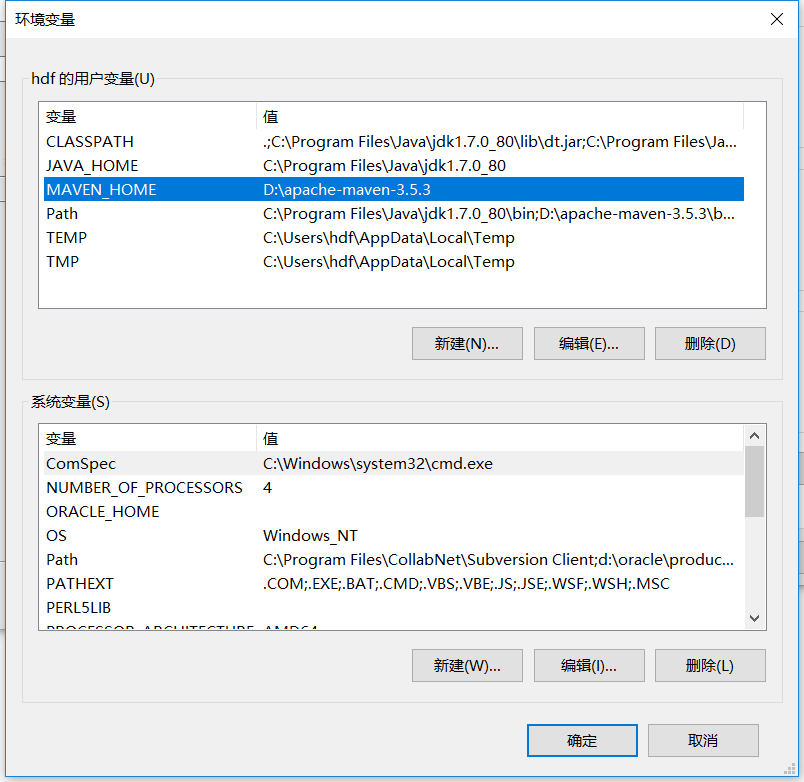 环境变量
hdf 的用户变量(U)
变量 值
CLASSPATH .;C:\Program Files\Java\jdk1.7.0_80\lib\dt.jar;C:\Program Files\Ja...
JAVA_HOME C:\Program Files\Java\jdk1.7.0_80
MAVEN_HOME D:\apache-maven-3.5.3
Path C:\Program Files\Java\jdk1.7.0_80\bin;D:\apache-maven-3.5.3\b...
TEMP C:\Users\hdf\AppData\Local\Temp
TMP C:\Users\hdf\AppData\Local\Temp
新建(N)... 编辑(E)... 删除(D)
系统变量(S)
变量 值
ComSpec C:\Windows\system32\cmd.exe
NUMBER_OF_PROCESSORS 4
ORACLE_HOME
OS Windows_NT
Path C:\Program Files\CollabNet\Subversion Client;d:\oracle\produc...
PATHEXT .COM;.EXE;.BAT;.CMD;.VBS;.VBE;.JS;.JSE;.WSF;.WSH;.MSC
PERL5LIB
PROCESSOR_ARCHITECTURE AMD64
新建(W)... 编辑(I)... 删除(L)
确定 取消